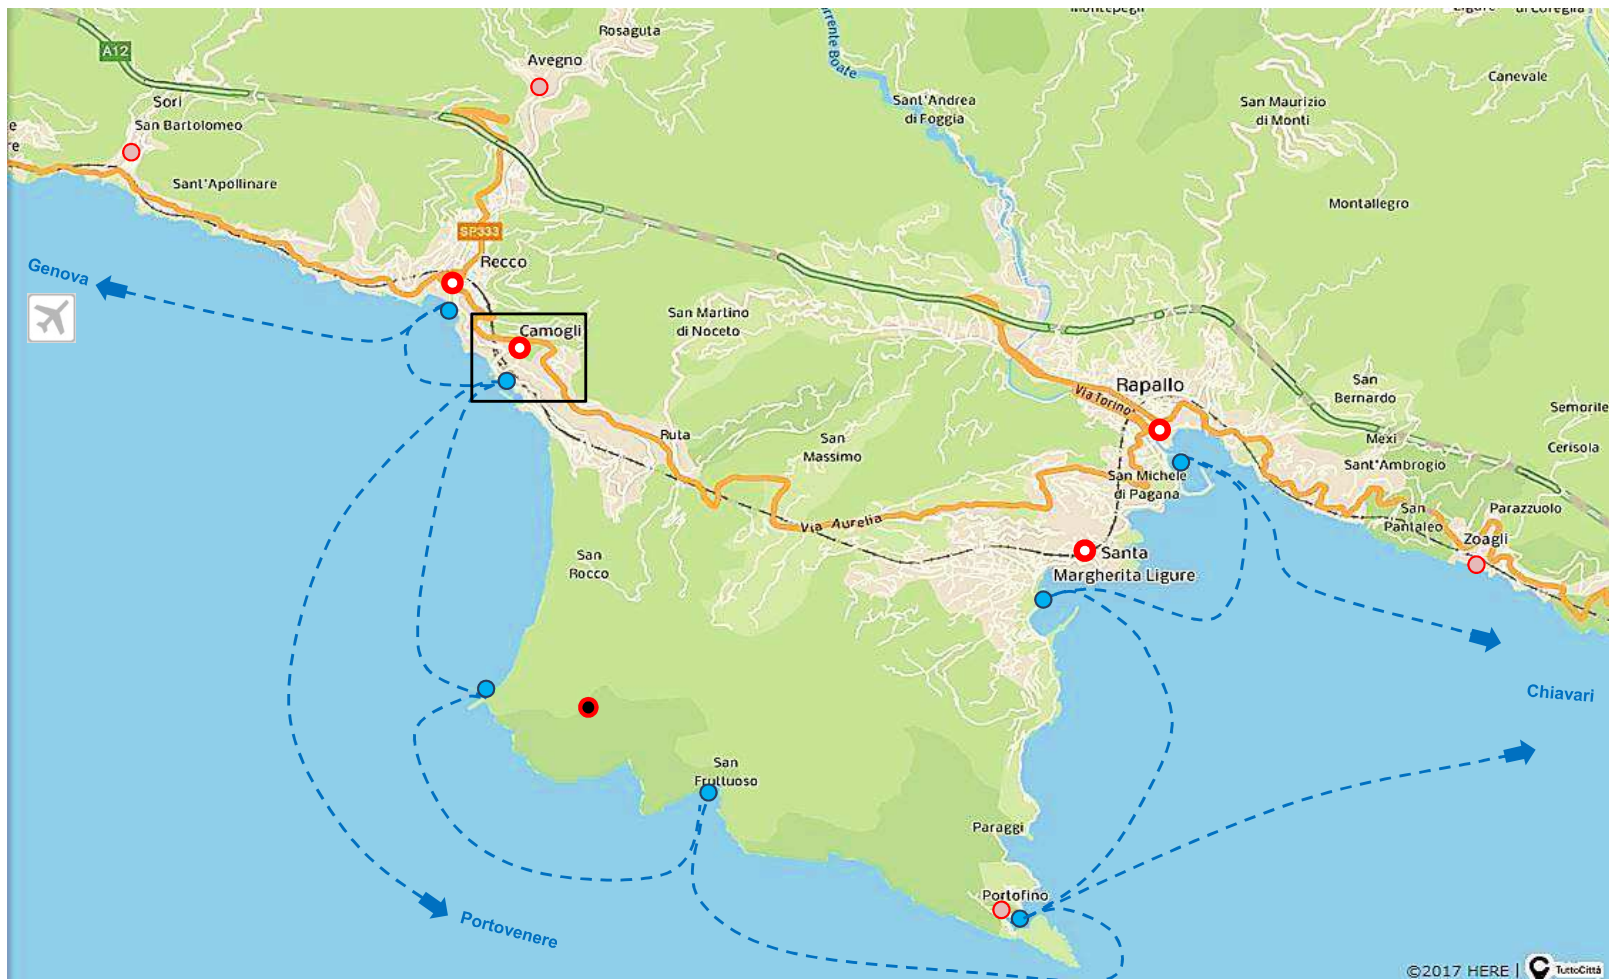 Rosaguta
A12
Avegno
Canevale
Sori
Sant'Andrea
di Foggia
San Maurizio
di Monti
San Bartolomeo
Sant'Apollinare
Montallegro
SP333
Recco
Genova
San Martino
di Noceto
Camogli
Rapallo
San
Bernardo
Via Torino
Semorile
Ruta
San
Massimo
Mexi
Cerisola
Sant'Ambrogio
San Michele
di Pagana
San
Pantaleo
Parazzuolo
Via Aurelia
Zoagli
San
Rocco
Santa
Margherita Ligure
Chiavari
San
Fruttuoso
Paraggi
Portofino
Portovenere
©2017 HERE | TuttoCittà